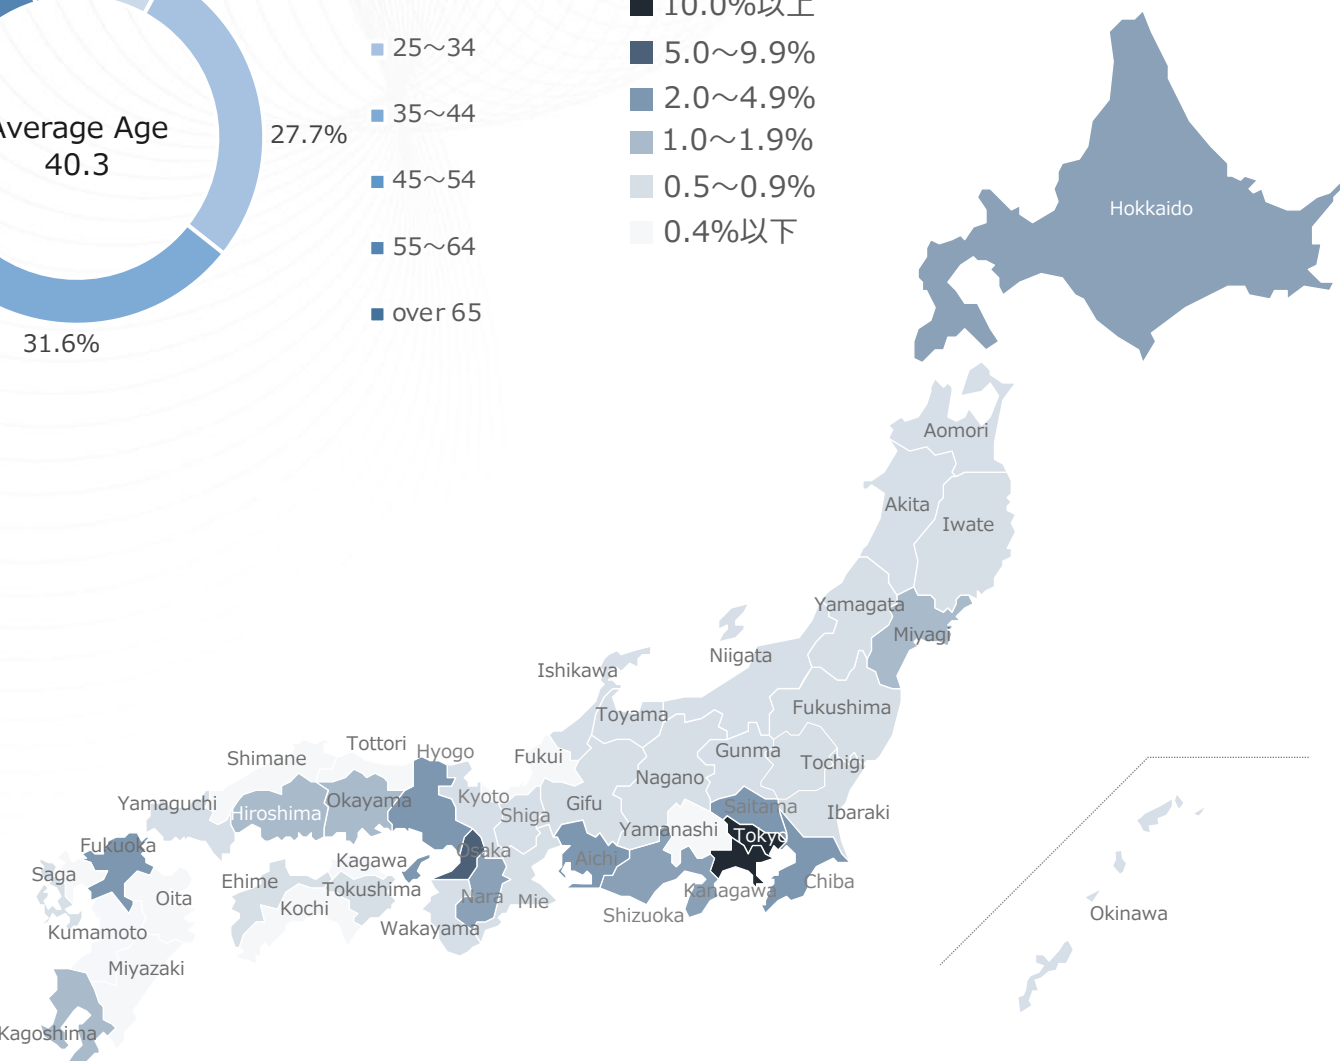 10.0%以上
25～34
5.0～9.9%
2.0～4.9%
35～44
Average Age
40.3
27.7%
1.0～1.9%
45～54
0.5～0.9%
0.4%以下
55～64
over 65
31.6%
Hokkaido
Aomori
Akita
Iwate
Yamagata
Miyagi
Niigata
Ishikawa
Fukushima
Toyama
Shimane
Tottori
Hyogo
Fukui
Gunma
Tochigi
Nagano
Yamaguchi
Okayama
Hiroshima
Kyoto
Shiga
Gifu
Saitama
Ibaraki
Yamanashi
Tokyo
Fukuoka
Osaka
Kagawa
Aichi
Saga
Ehime
Tokushima
Chiba
Kanagawa
Oita
Kochi
Nara
Mie
Shizuoka
Okinawa
Kumamoto
Wakayama
Miyazaki
Kagoshima